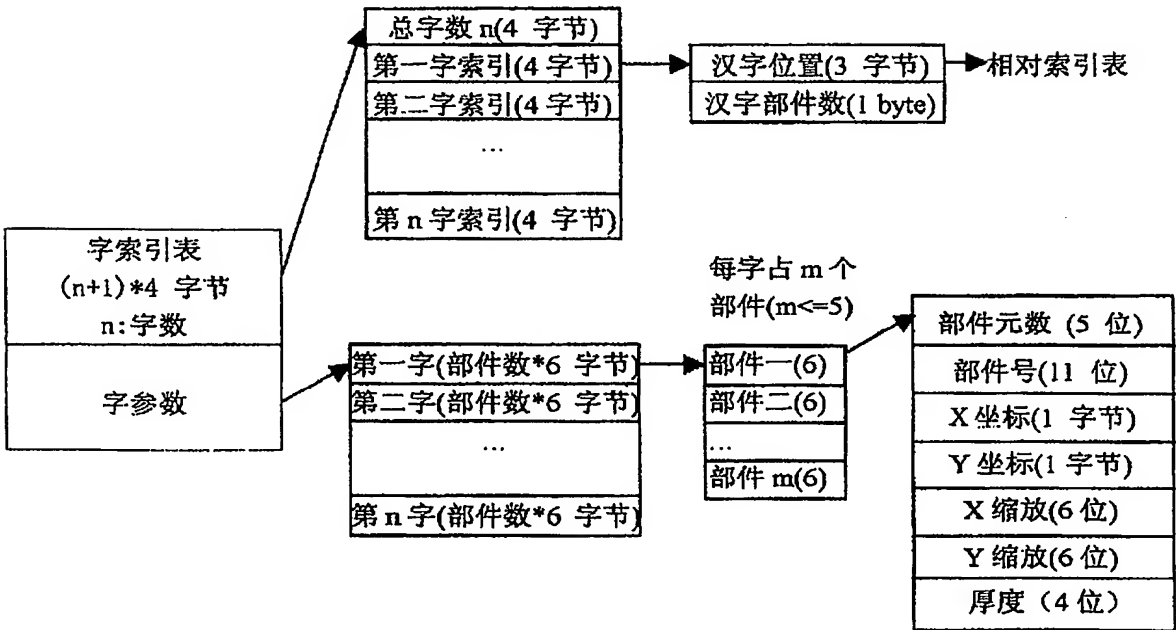 总字数 n(4 字节)
第一字索引(4 字节)
第二字索引(4 字节)
...
第 n 字索引(4 字节)
汉字位置(3 字节)
汉字部件数(1 byte)
相对索引表
字索引表
(n+1)*4 字节
n:字数
字参数
第一字(部件数*6 字节)
第二字(部件数*6 字节)
...
第 n 字(部件数*6 字节)
每字占 m 个
部件(m<=5)
部件一(6)
部件二(6)
...
部件 m(6)
部件元数 (5 位)
部件号(11 位)
X 坐标(1 字节)
Y 坐标(1 字节)
X 缩放(6 位)
Y 缩放(6 位)
厚度（4 位）